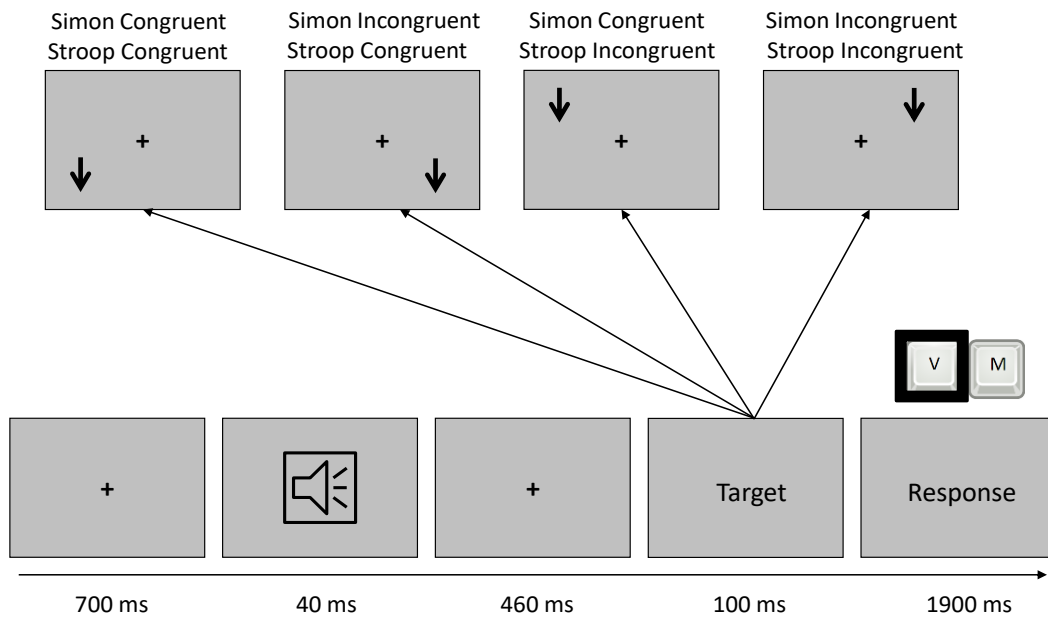 Simon Congruent
Stroop Congruent
Simon Incongruent
Stroop Congruent
Simon Congruent
Stroop Incongruent
Simon Incongruent
Stroop Incongruent
+
+
+
+
V
M
+
+
Target
Response
700 ms
40 ms
460 ms
100 ms
1900 ms